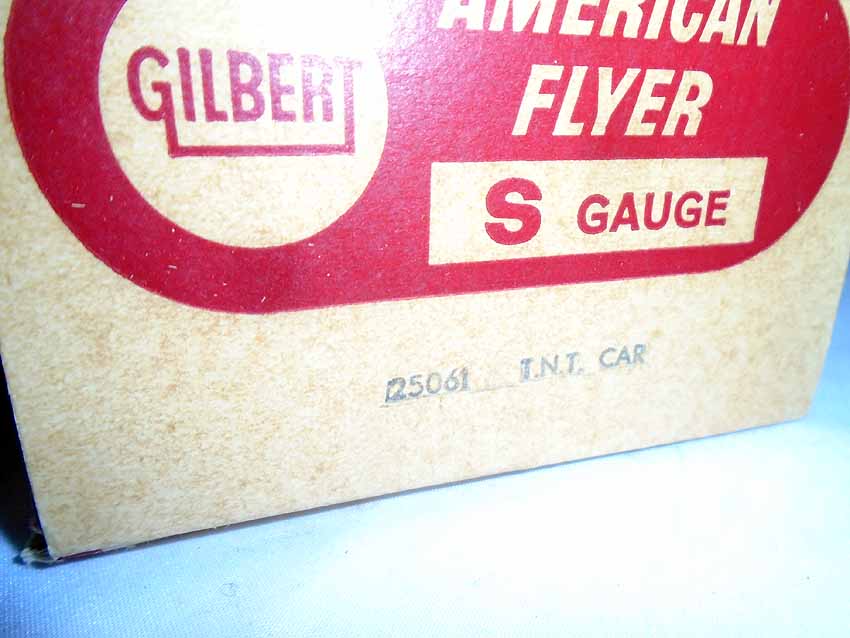 GILBERT
AMERICAN
FLYER
S GAUGE
25061 T.N.T. CAR